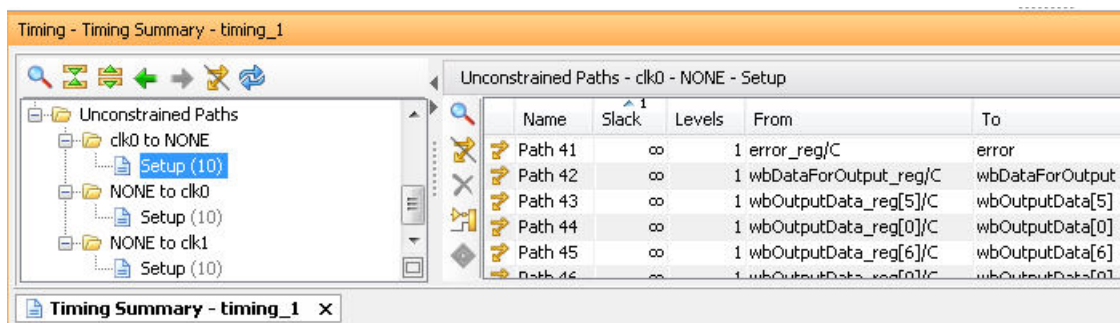 Timing - Timing Summary - timing_1
Unconstrained Paths - clk0 - NONE - Setup
Unconstrained Paths
clk0 to NONE
Setup (10)
NONE to clk0
Setup (10)
NONE to clk1
Setup (10)
Name Slack 1 Levels From To
Path 41 ∞ 1 error_reg/C error
Path 42 ∞ 1 wbDataForOutput_reg/C wbDataForOutput
Path 43 ∞ 1 wbOutputData_reg[5]/C wbOutputData[5]
Path 44 ∞ 1 wbOutputData_reg[0]/C wbOutputData[0]
Path 45 ∞ 1 wbOutputData_reg[6]/C wbOutputData[6]
Path 46 ∞ 1
Timing Summary - timing_1